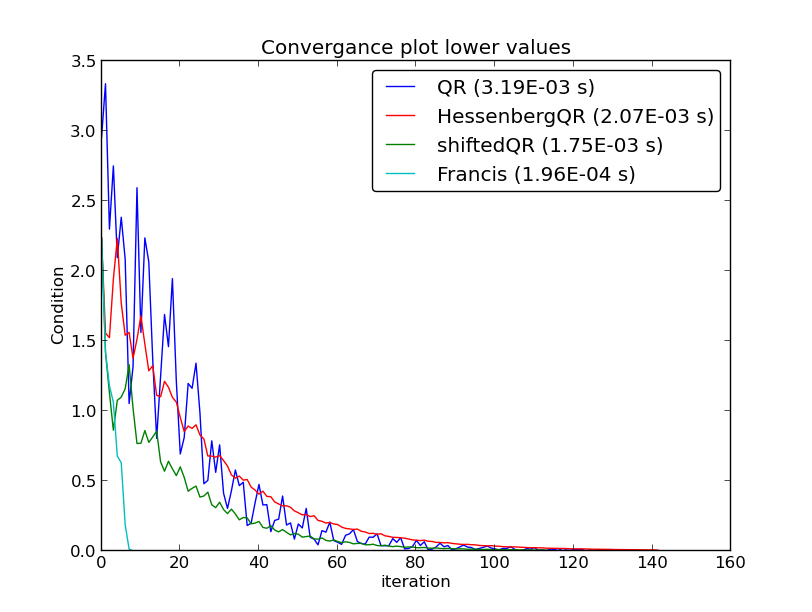 Convergance plot lower values
QR (3.19E-03 s)
HessenbergQR (2.07E-03 s)
shiftedQR (1.75E-03 s)
Francis (1.96E-04 s)
Condition
3.5
3.0
2.5
2.0
1.5
1.0
0.5
0.0
0 20 40 60 80 100 120 140 160
iteration